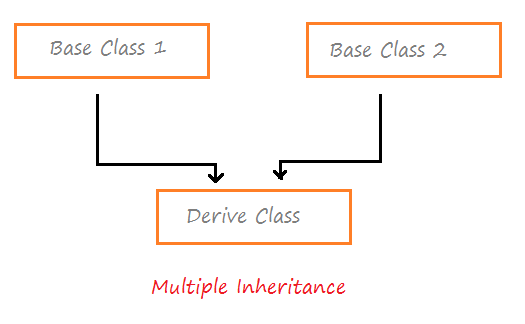 Base Class 1
Base Class 2
Derive Class
Multiple Inheritance